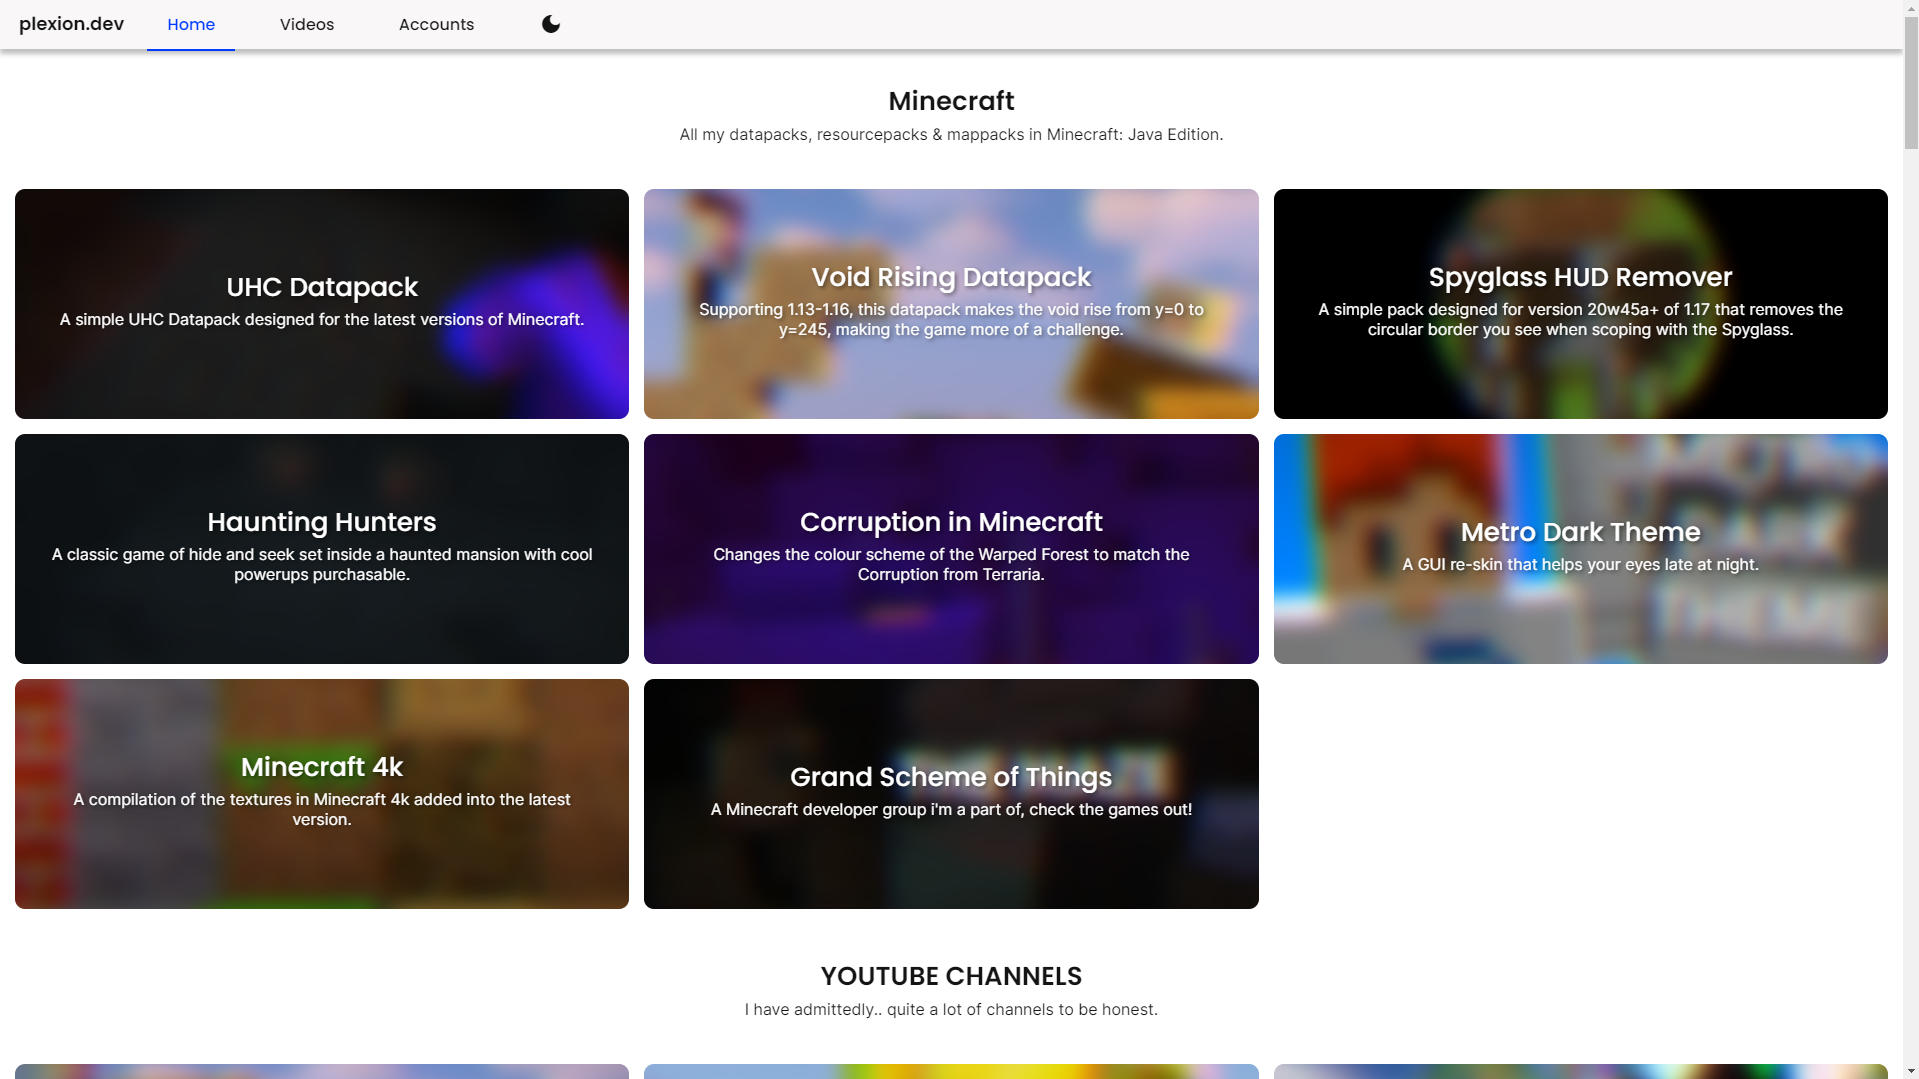 plexion.dev
Home
Videos
Accounts
Minecraft
All my datapacks, resourcepacks & mappacks in Minecraft: Java Edition.
UHC Datapack
A simple UHC Datapack designed for the latest versions of Minecraft.
Void Rising Datapack
Supporting 1.13-1.16, this datapack makes the void rise from y=0 to
y=245, making the game more of a challenge.
Spyglass HUD Remover
A simple pack designed for version 20w45a+ of 1.17 that removes the
circular border you see when scoping with the Spyglass.
Haunting Hunters
A classic game of hide and seek set inside a haunted mansion with cool
powerups purchasable.
Corruption in Minecraft
Changes the colour scheme of the Warped Forest to match the
Corruption from Terraria.
Metro Dark Theme
A GUI re-skin that helps your eyes late at night.
DARK
THEME
Minecraft 4k
A compilation of the textures in Minecraft 4k added into the latest
version.
Grand Scheme of Things
A Minecraft developer group i'm a part of, check the games out!
YOUTUBE CHANNELS
I have admittedly.. quite a lot of channels to be honest.